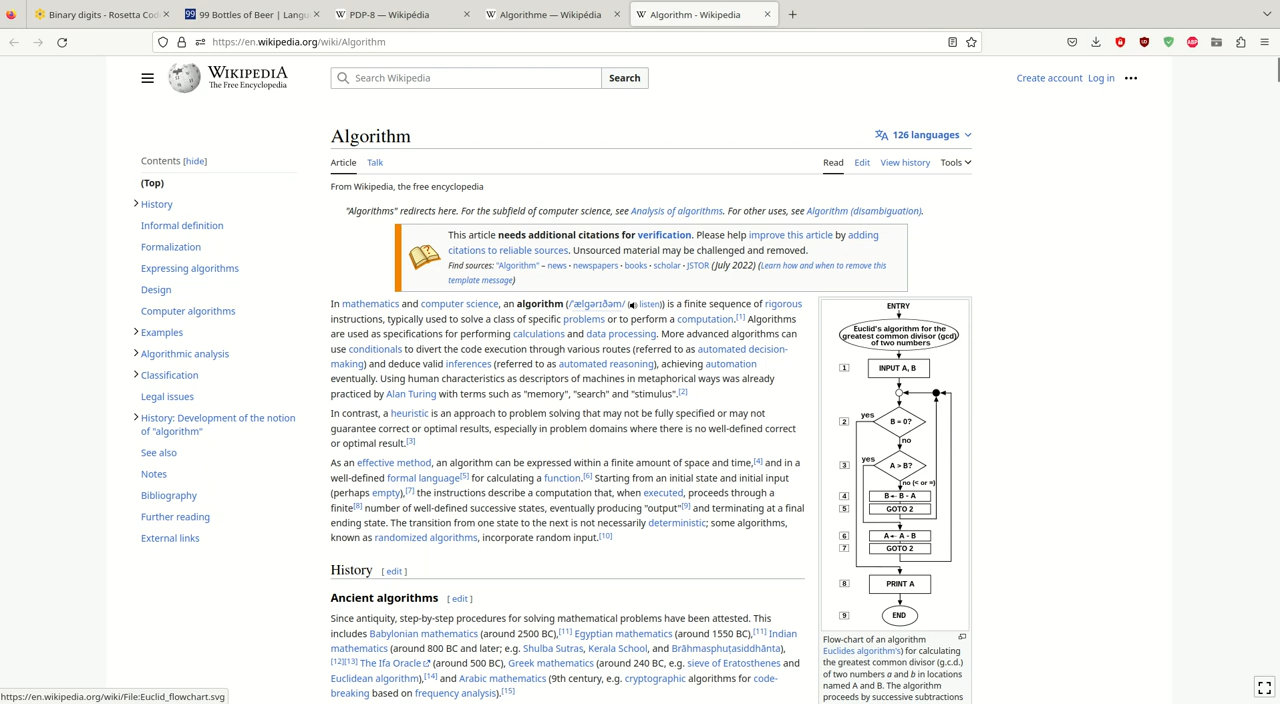 Binary digits - Rosetta Co
99 Bottles of Beer | Langu
PDP-8 — Wikipédia
Algorithme — Wikipédia
Algorithm - Wikipedia
https://en.wikipedia.org/wiki/Algorithm
WIKIPEDIA
The Free Encyclopedia
Search Wikipedia
Search
Create account Log in
Algorithm
126 languages
Article Talk
Read Edit View history Tools
From Wikipedia, the free encyclopedia
Contents [hide]
(Top)
History
Informal definition
Formalization
Expressing algorithms
Design
Computer algorithms
Examples
Algorithmic analysis
Classification
Legal issues
History: Development of the notion
of "algorithm"
See also
Notes
Bibliography
Further reading
External links
"Algorithms" redirects here. For the subfield of computer science, see Analysis of algorithms. For other uses, see Algorithm (disambiguation).
This article needs additional citations for verification. Please help improve this article by adding
citations to reliable sources. Unsourced material may be challenged and removed.
Find sources: "Algorithm" – news · newspapers · books · scholar · JSTOR (July 2022) (Learn how and when to remove this
template message)
In mathematics and computer science, an algorithm (/ˈælɡərɪðəm/ (listen)) is a finite sequence of rigorous
instructions, typically used to solve a class of specific problems or to perform a computation.[1] Algorithms
are used as specifications for performing calculations and data processing. More advanced algorithms can
use conditionals to divert the code execution through various routes (referred to as automated decision-
making) and deduce valid inferences (referred to as automated reasoning), achieving automation
eventually. Using human characteristics as descriptors of machines in metaphorical ways was already
practiced by Alan Turing with terms such as "memory", "search" and "stimulus".[2]
In contrast, a heuristic is an approach to problem solving that may not be fully specified or may not
guarantee correct or optimal results, especially in problem domains where there is no well-defined correct
or optimal result.[3]
As an effective method, an algorithm can be expressed within a finite amount of space and time,[4] and in a
well-defined formal language[5] for calculating a function.[6] Starting from an initial state and initial input
(perhaps empty),[7] the instructions describe a computation that, when executed, proceeds through a
finite[8] number of well-defined successive states, eventually producing "output"[9] and terminating at a final
ending state. The transition from one state to the next is not necessarily deterministic; some algorithms,
known as randomized algorithms, incorporate random input.[10]
History [ edit ]
Ancient algorithms [ edit ]
Since antiquity, step-by-step procedures for solving mathematical problems have been attested. This
includes Babylonian mathematics (around 2500 BC),[11] Egyptian mathematics (around 1550 BC),[11] Indian
mathematics (around 800 BC and later; e.g. Shulba Sutras, Kerala School, and Brāhmasphuṭasiddhānta),
[12][13] The Ifa Oracle (around 500 BC), Greek mathematics (around 240 BC, e.g. sieve of Eratosthenes and
Euclidean algorithm),[14] and Arabic mathematics (9th century, e.g. cryptographic algorithms for code-
breaking based on frequency analysis).[15]
ENTRY
Euclid's algorithm for the
greatest common divisor (gcd)
of two numbers
1 INPUT A, B
yes
2 B = 0?
no
yes
3 A > B?
no (< or =)
4 B ← B - A
5 GOTO 2
6 A ← A - B
7 GOTO 2
8 PRINT A
9 END
Flow-chart of an algorithm
Euclides algorithm's) for calculating
the greatest common divisor (g.c.d.)
of two numbers a and b in locations
named A and B. The algorithm
proceeds by successive subtractions
https://en.wikipedia.org/wiki/File:Euclid_flowchart.svg